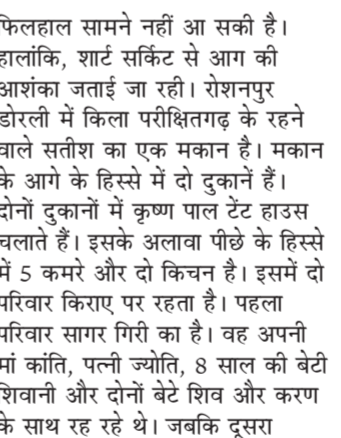 फिलहाल सामने नहीं आ सकी है।
हालांकि, शार्ट सर्किट से आग की
आशंका जताई जा रही। रोशनपुर
डोरली में किला परीक्षितगढ़ के रहने
वाले सतीश का एक मकान है। मकान
के आगे के हिस्से में दो दुकानें हैं।
दोनों दुकानों में कृष्ण पाल टेंट हाउस
चलाते हैं। इसके अलावा पीछे के हिस्से
में 5 कमरे और दो किचन है। इसमें दो
परिवार किराए पर रहता है। पहला
परिवार सागर गिरी का है। वह अपनी
मां कांति, पत्नी ज्योति, 8 साल की बेटी
शिवानी और दोनों बेटे शिव और करण
के साथ रह रहे थे। जबकि दूसरा